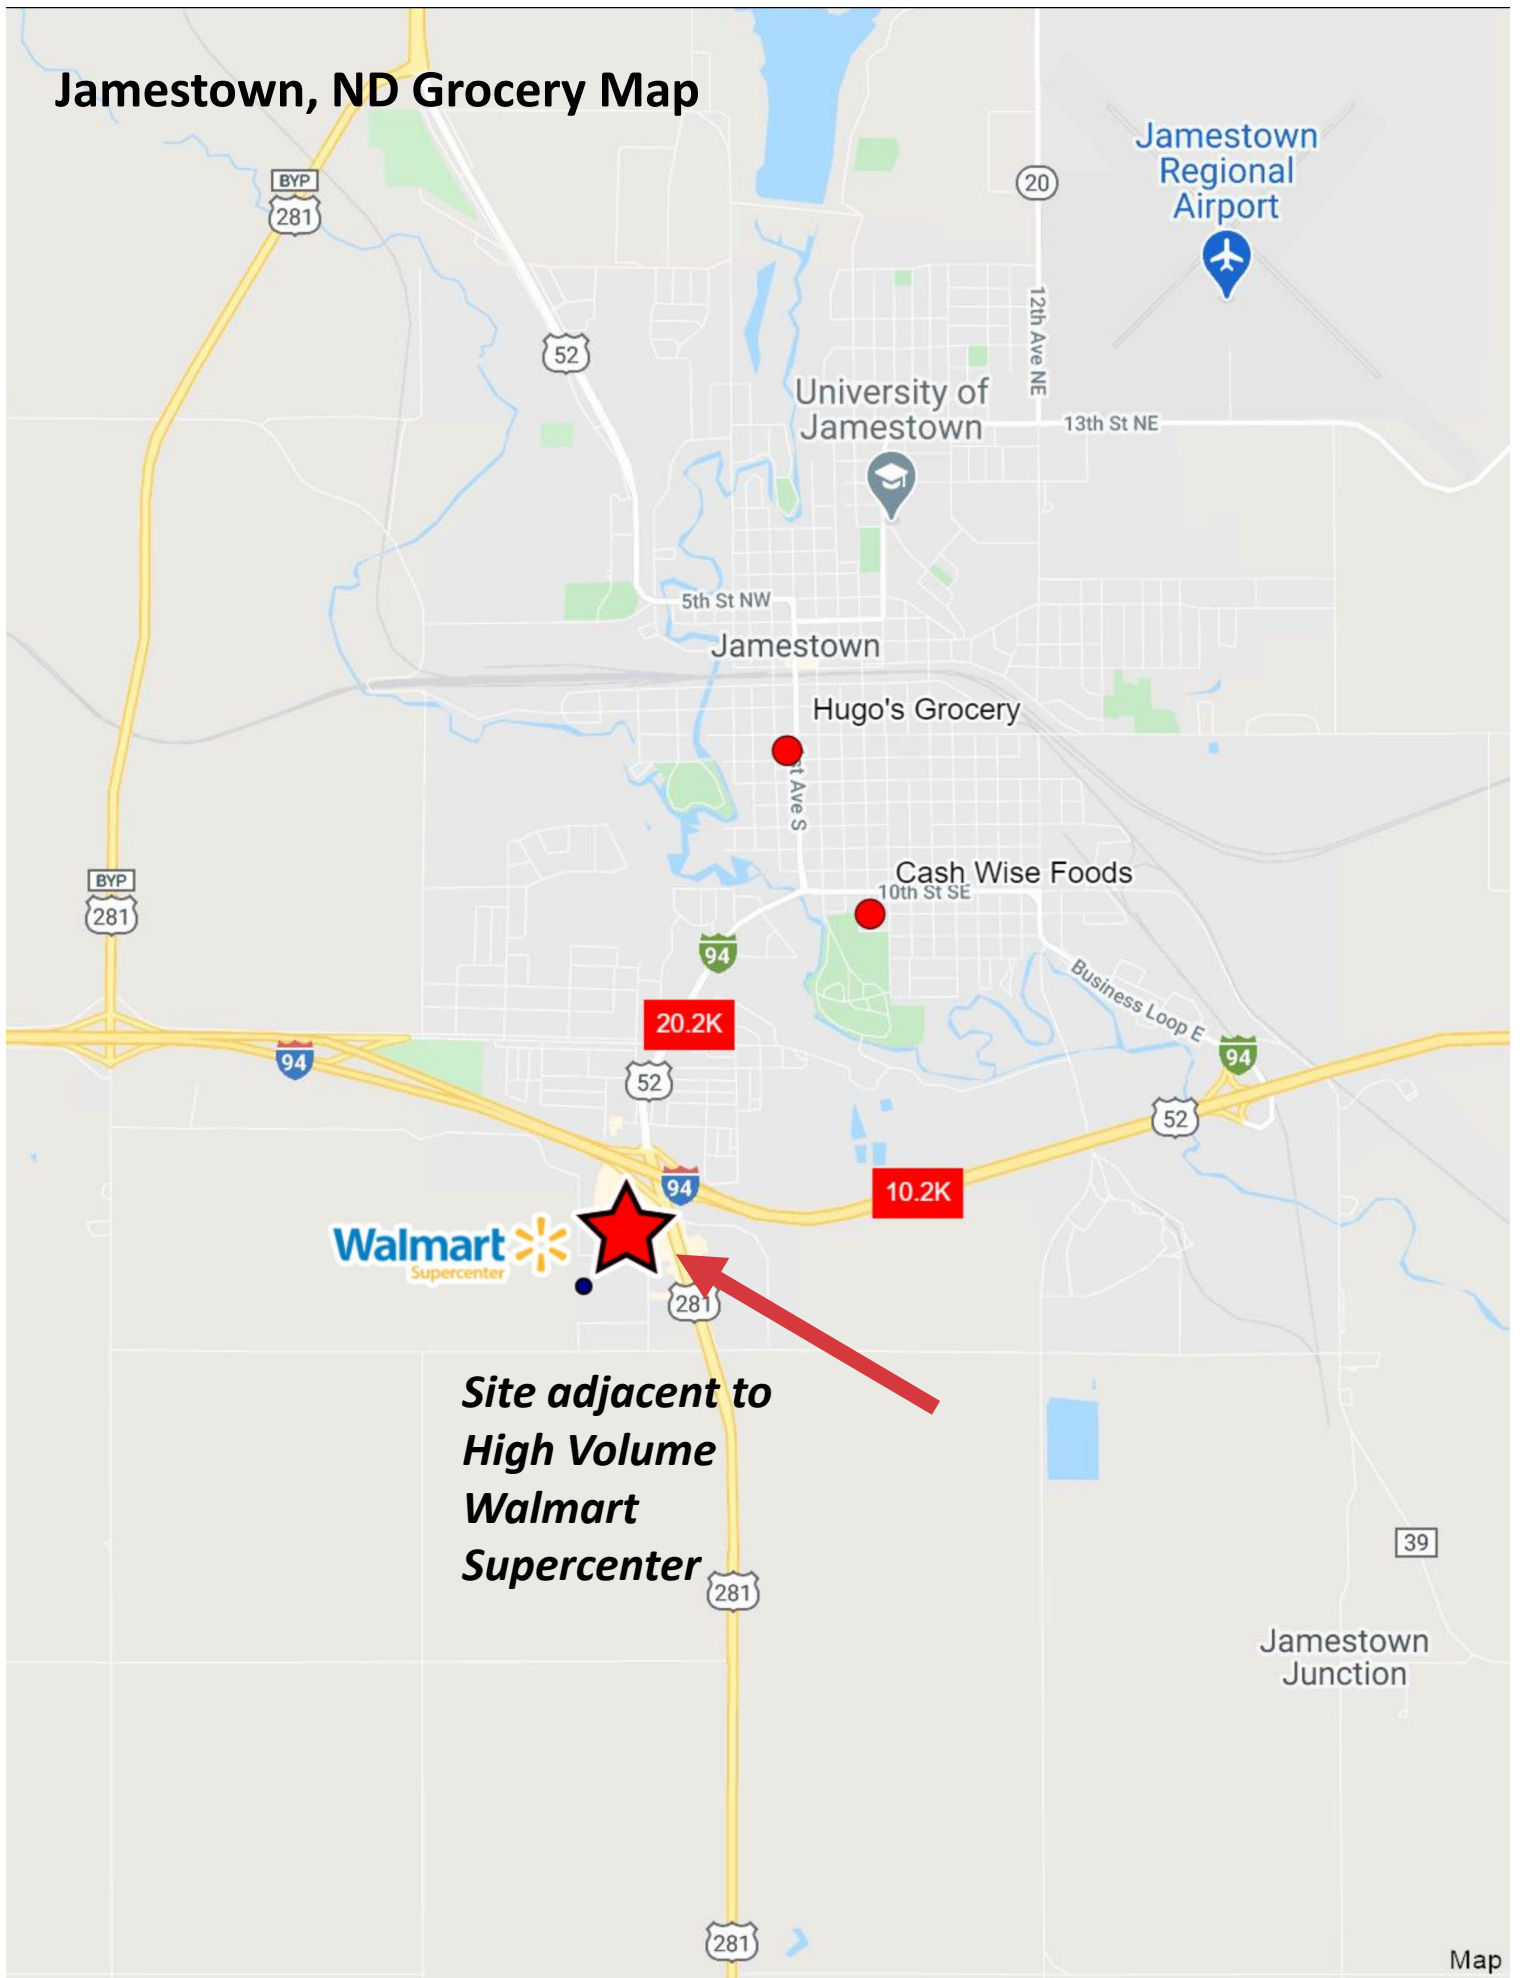 Jamestown, ND Grocery Map
Jamestown
Regional
Airport
BYP
281
20
52
12th Ave NE
University of
Jamestown
13th St NE
5th St NW
Jamestown
Hugo's Grocery
st Ave S
Cash Wise Foods
10th St SE
BYP
281
94
Business Loop E
20.2K
94
94
52
52
94
10.2K
Walmart
Supercenter
281
Site adjacent to
High Volume
Walmart
Supercenter
39
281
Jamestown
Junction
281
Map